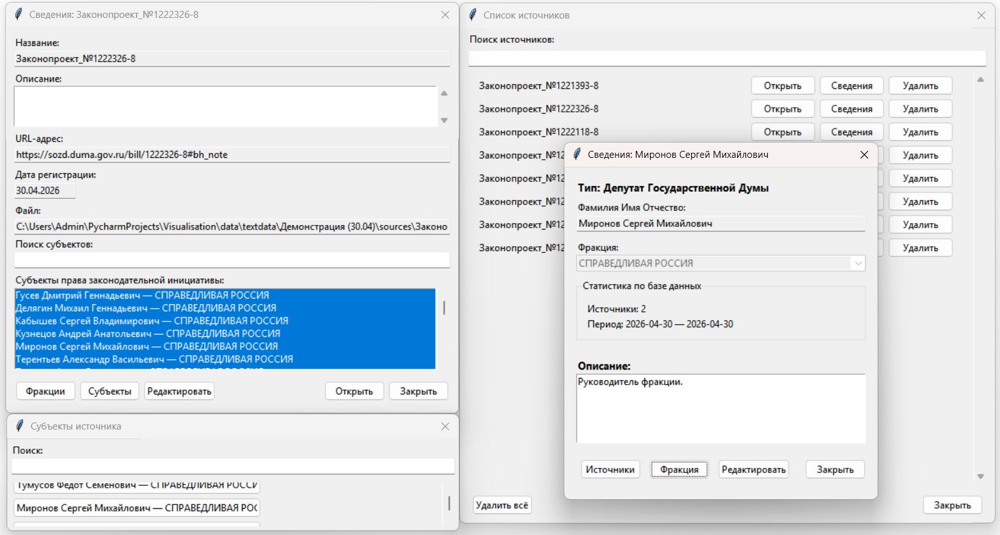 Сведения: Законопроект_№1222326-8
Название:
Законопроект_№1222326-8
Описание:
URL-адрес:
https://sozd.duma.gov.ru/bill/1222326-8#bh_note
Дата регистрации:
30.04.2026
Файл:
C:\Users\Admin\PycharmProjects\Visualisation\data\textdata\Демонстрация (30.04)\sources\Законо
Поиск субъектов:
Субъекты права законодательной инициативы:
Гусев Дмитрий Геннадьевич — СПРАВЕДЛИВАЯ РОССИЯ
Делягин Михаил Геннадьевич — СПРАВЕДЛИВАЯ РОССИЯ
Кабышев Сергей Владимирович — СПРАВЕДЛИВАЯ РОССИЯ
Кузнецов Андрей Анатольевич — СПРАВЕДЛИВАЯ РОССИЯ
Миронов Сергей Михайлович — СПРАВЕДЛИВАЯ РОССИЯ
Терентьев Александр Васильевич — СПРАВЕДЛИВАЯ РОССИЯ
Фракции Субъекты Редактировать Открыть Закрыть
Субъекты источника
Поиск:
Тумусов Федот Семенович — СПРАВЕДЛИВАЯ РОССИ
Миронов Сергей Михайлович — СПРАВЕДЛИВАЯ РОС
Список источников
Поиск источников:
Законопроект_№1221393-8 Открыть Сведения Удалить
Законопроект_№1222326-8 Открыть Сведения Удалить
Законопроект_№1222118-8 Открыть Сведения Удалить
Законопроект_№12 Удалить
Законопроект_№12 Удалить
Законопроект_№12 Удалить
Законопроект_№12 Удалить
Законопроект_№12 Удалить
Удалить всё Закрыть
Сведения: Миронов Сергей Михайлович
Тип: Депутат Государственной Думы
Фамилия Имя Отчество:
Миронов Сергей Михайлович
Фракция:
СПРАВЕДЛИВАЯ РОССИЯ
Статистика по базе данных
Источники: 2
Период: 2026-04-30 — 2026-04-30
Описание:
Руководитель фракции.
Источники Фракция Редактировать Закрыть